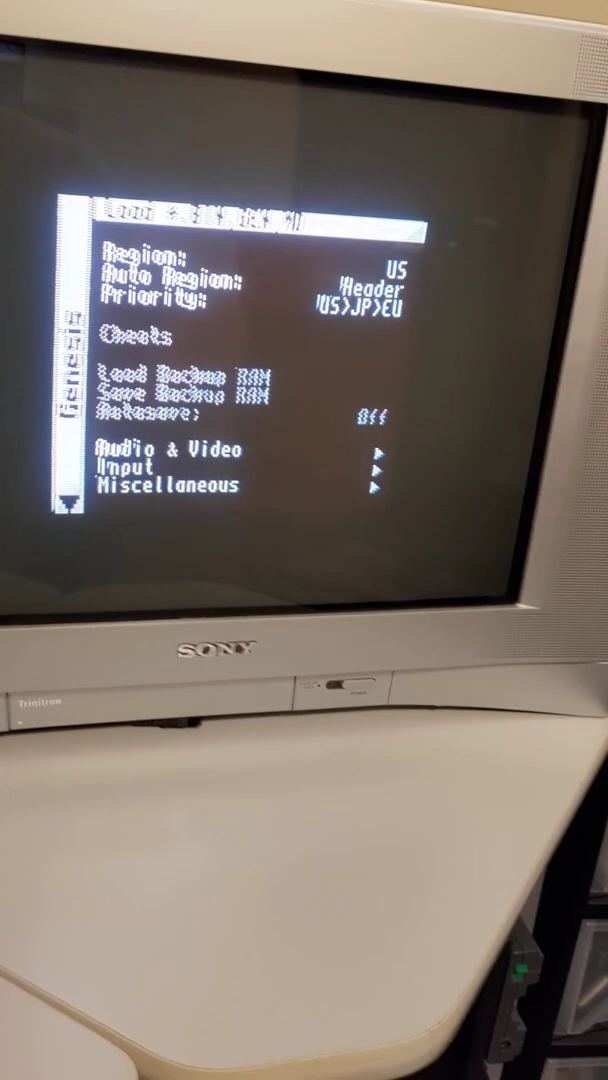 Region: US
Auto Region: Header
Priority: US>JP>EU
Cheats
Load Backup RAM
Save Backup RAM
Autosave: Off
Audio & Video
Input
Miscellaneous
SONY
Trinitron